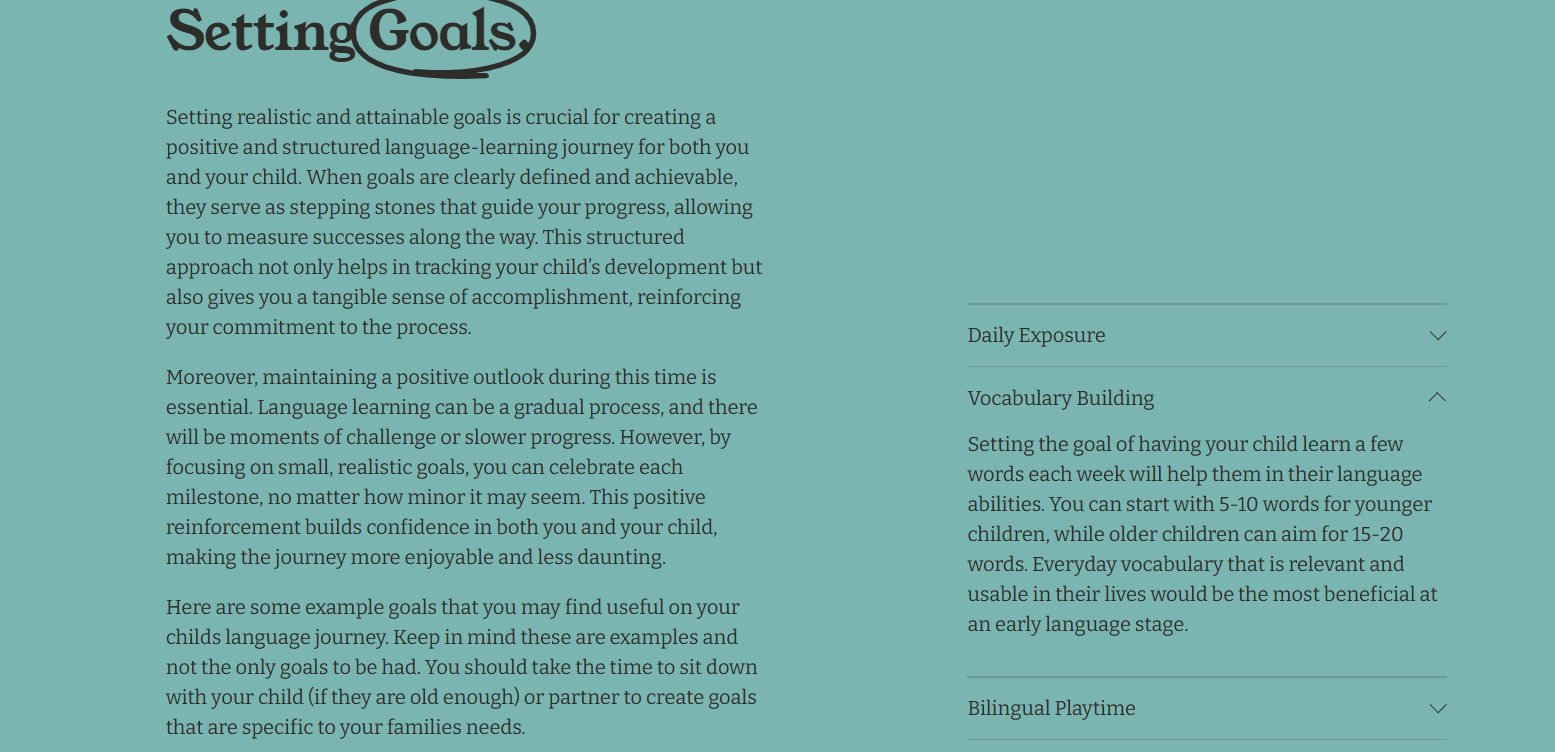 Setting Goals.
Setting realistic and attainable goals is crucial for creating a
positive and structured language-learning journey for both you
and your child. When goals are clearly defined and achievable,
they serve as stepping stones that guide your progress, allowing
you to measure successes along the way. This structured
approach not only helps in tracking your child’s development but
also gives you a tangible sense of accomplishment, reinforcing
your commitment to the process.
Moreover, maintaining a positive outlook during this time is
essential. Language learning can be a gradual process, and there
will be moments of challenge or slower progress. However, by
focusing on small, realistic goals, you can celebrate each
milestone, no matter how minor it may seem. This positive
reinforcement builds confidence in both you and your child,
making the journey more enjoyable and less daunting.
Here are some example goals that you may find useful on your
childs language journey. Keep in mind these are examples and
not the only goals to be had. You should take the time to sit down
with your child (if they are old enough) or partner to create goals
that are specific to your families needs.
Daily Exposure
Vocabulary Building
Setting the goal of having your child learn a few
words each week will help them in their language
abilities. You can start with 5-10 words for younger
children, while older children can aim for 15-20
words. Everyday vocabulary that is relevant and
usable in their lives would be the most beneficial at
an early language stage.
Bilingual Playtime